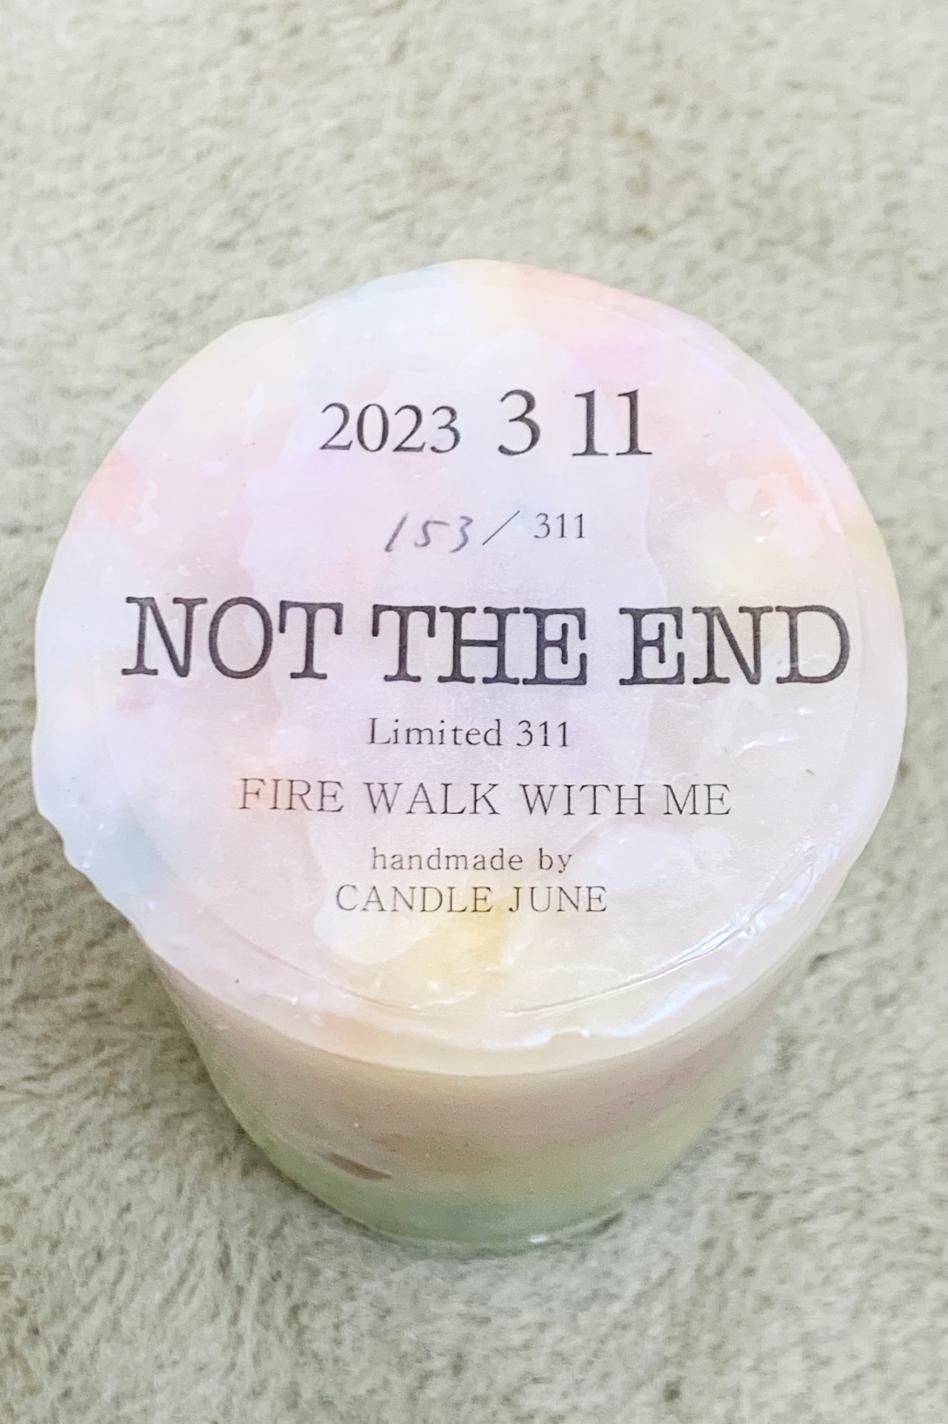 2023 3 11
153/311
NOT THE END
Limited 311
FIRE WALK WITH ME
handmade by
CANDLE JUNE